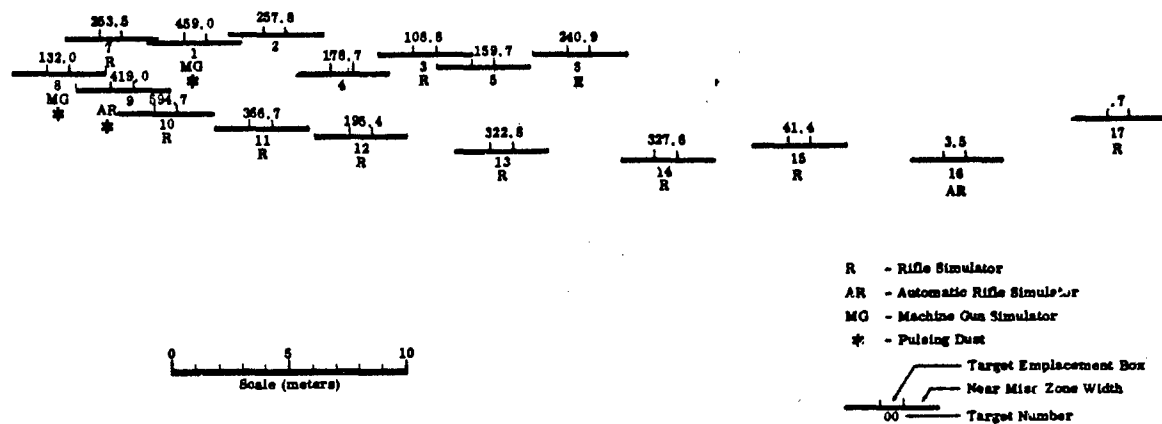 253.5
7
R
459.0
1
MG
*
257.8
2
132.0
8
MG
*
419.0
9
AR
*
594.7
10
R
366.7
11
R
195.4
12
R
178.7
4
3
R
159.7
5
240.9
R
322.8
13
R
327.6
14
R
41.4
15
R
3.5
16
AR
.7
17
R
R - Rifle Simulator
AR - Automatic Rifle Simulator
MG - Machine Gun Simulator
* - Pulsing Dust
Target Emplacement Box
Near Miss Zone Width
00 Target Number
0 5 10
Scale (meters)